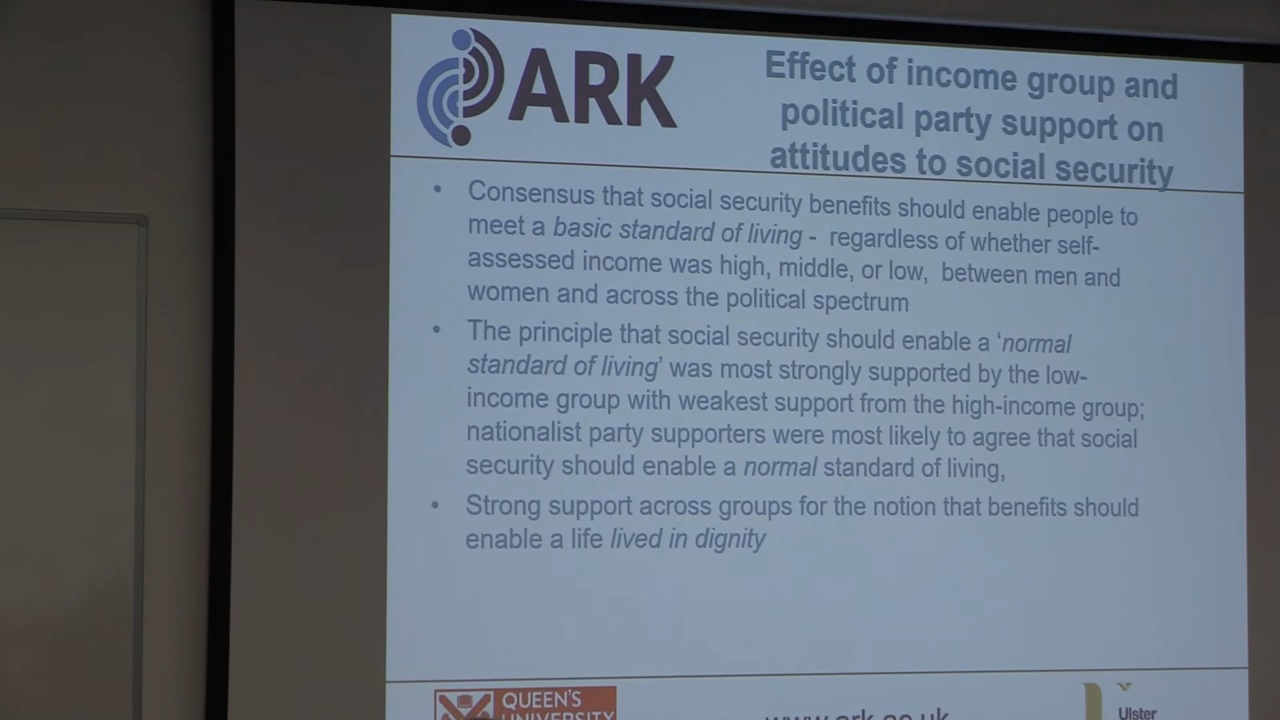 ARK
Effect of income group and
political party support on
attitudes to social security
• Consensus that social security benefits should enable people to
meet a basic standard of living - regardless of whether self-
assessed income was high, middle, or low, between men and
women and across the political spectrum
• The principle that social security should enable a ‘normal
standard of living’ was most strongly supported by the low-
income group with weakest support from the high-income group;
nationalist party supporters were most likely to agree that social
security should enable a normal standard of living,
• Strong support across groups for the notion that benefits should
enable a life lived in dignity
QUEEN'S
UNIVERSITY
www.ark.ac.uk
Ulster